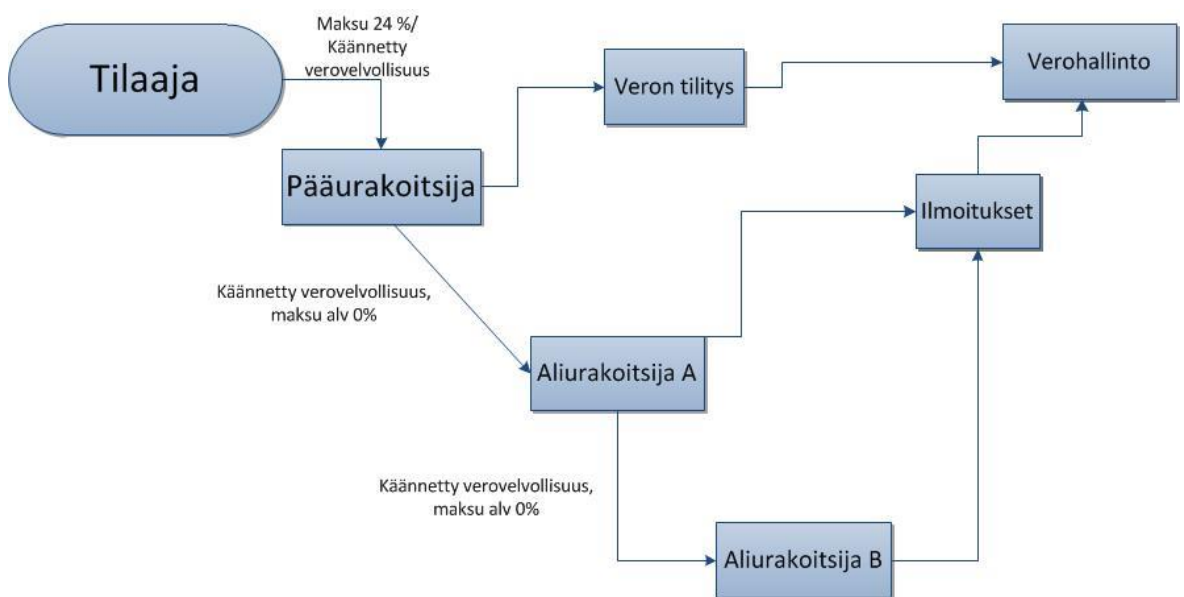 Maksu 24 %/
Käännetty
verovelvollisuus
Tilaaja
Veron tilitys
Verohallinto
Pääurakoitsija
Ilmoitukset
Käännetty verovelvollisuus,
maksu alv 0%
Aliurakoitsija A
Käännetty verovelvollisuus,
maksu alv 0%
Aliurakoitsija B